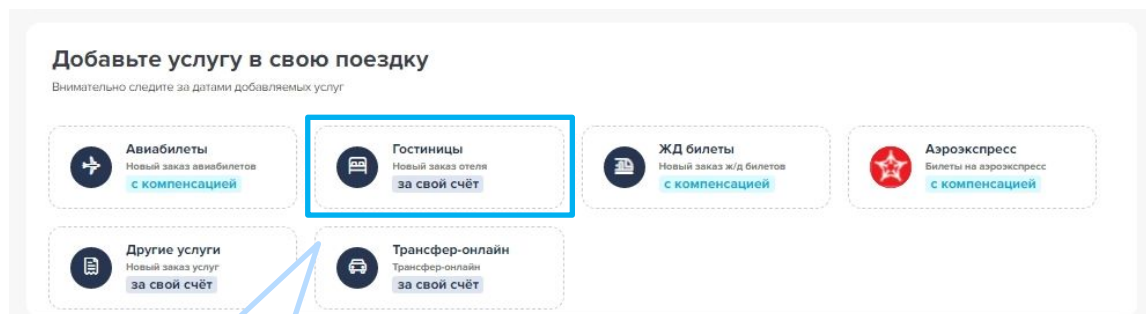 Добавьте услугу в свою поездку
Внимательно следите за датами добавляемых услуг
Авиабилеты
Новый заказ авиабилетов
с компенсацией
Гостиницы
Новый заказ отеля
за свой счёт
ЖД билеты
Новый заказ ж/д билетов
с компенсацией
Аэроэкспресс
Билеты на аэроэкспресс
с компенсацией
Другие услуги
Новый заказ услуг
за свой счёт
Трансфер-онлайн
Трансфер-онлайн
за свой счёт